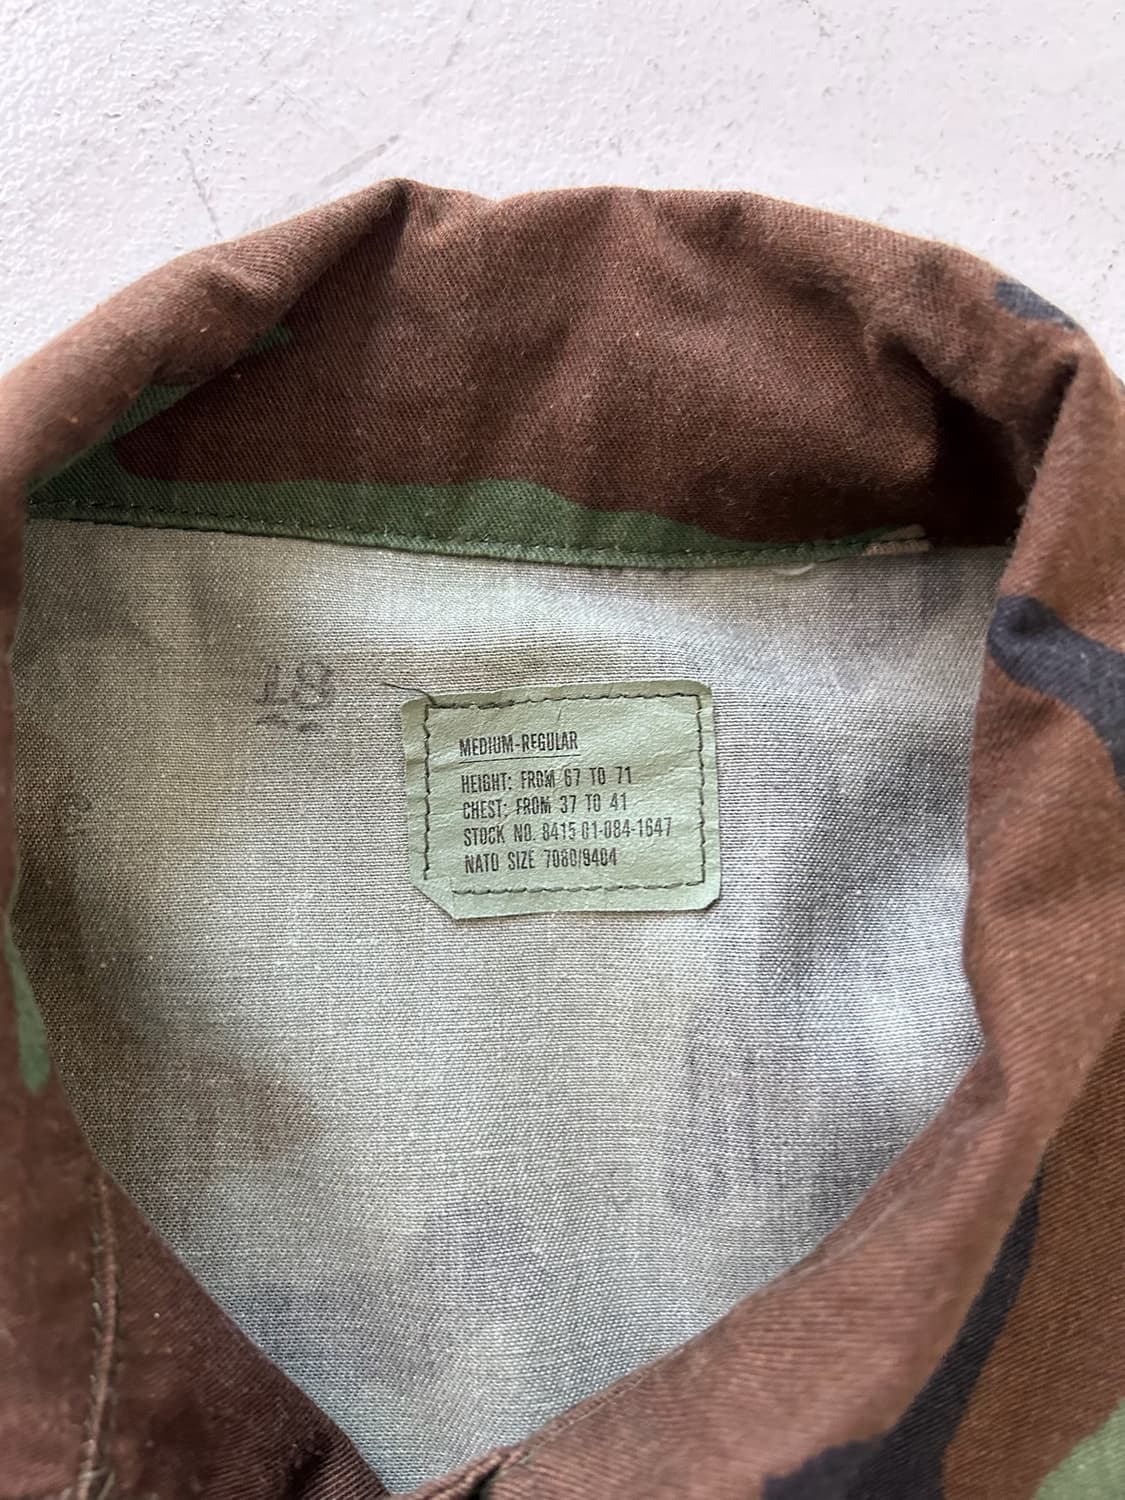 18
MEDIUM-REGULAR
HEIGHT: FROM 67 TO 71
CHEST: FROM 37 TO 41
STOCK NO. 8415 01-084-1647
NATO SIZE 7080/9404